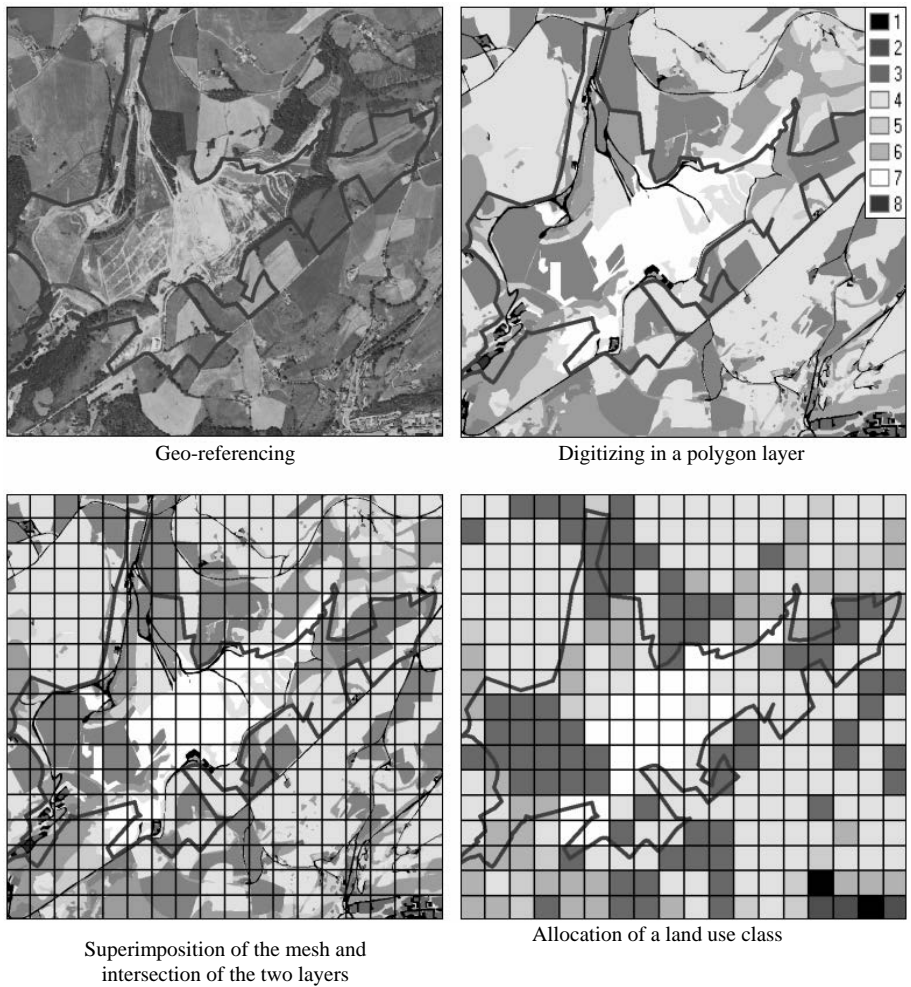 1
2
3
4
5
6
7
8
Geo-referencing
Digitizing in a polygon layer
Superimposition of the mesh and
intersection of the two layers
Allocation of a land use class